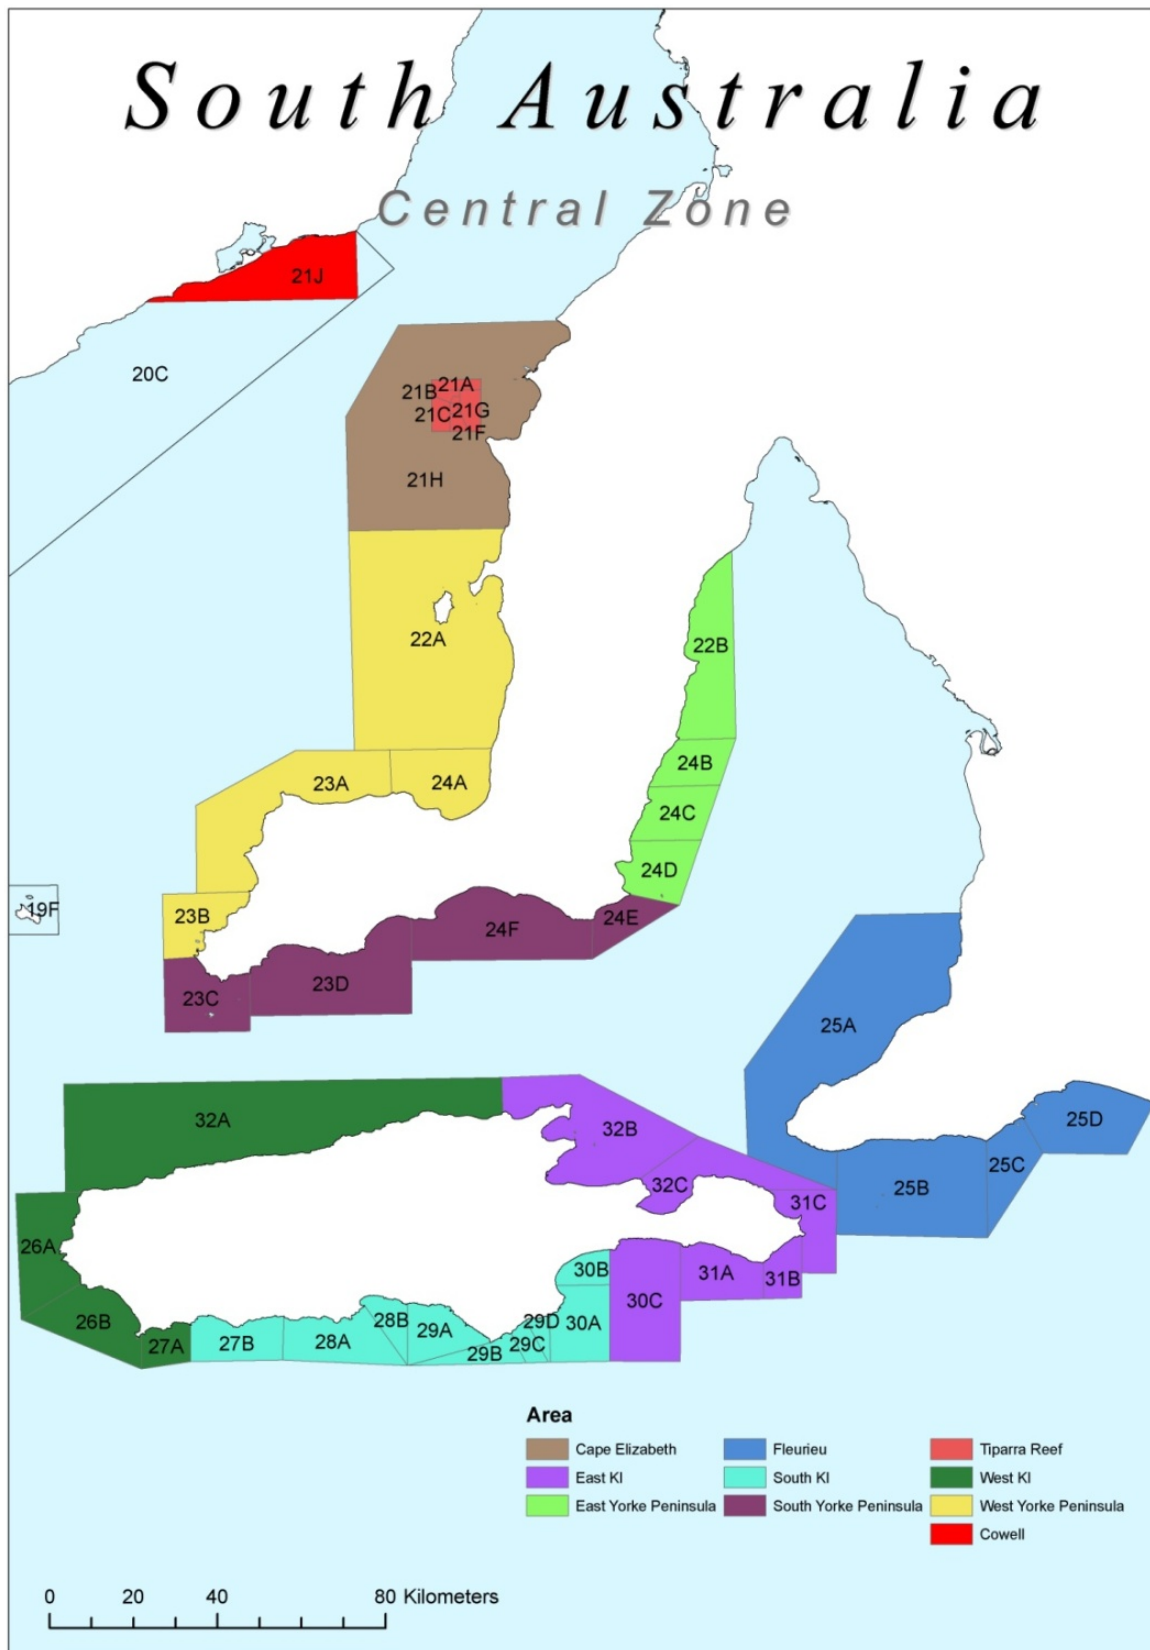 South Australia
Central Zone
21J
20C
21A
21B
21G
21C
21F
21H
22A
22B
24B
23A
24A
24C
24D
19F
23B
24E
24F
23D
23C
25A
32A
32B
25D
25C
32C
25B
31C
26A
30B
31A
31B
30C
26B
28B
29D
30A
29A
27A
27B
28A
29C
29B
Area
Cape Elizabeth Fleurieu Tiparra Reef
East KI South KI West KI
East Yorke Peninsula South Yorke Peninsula West Yorke Peninsula
Cowell
0 20 40 80 Kilometers